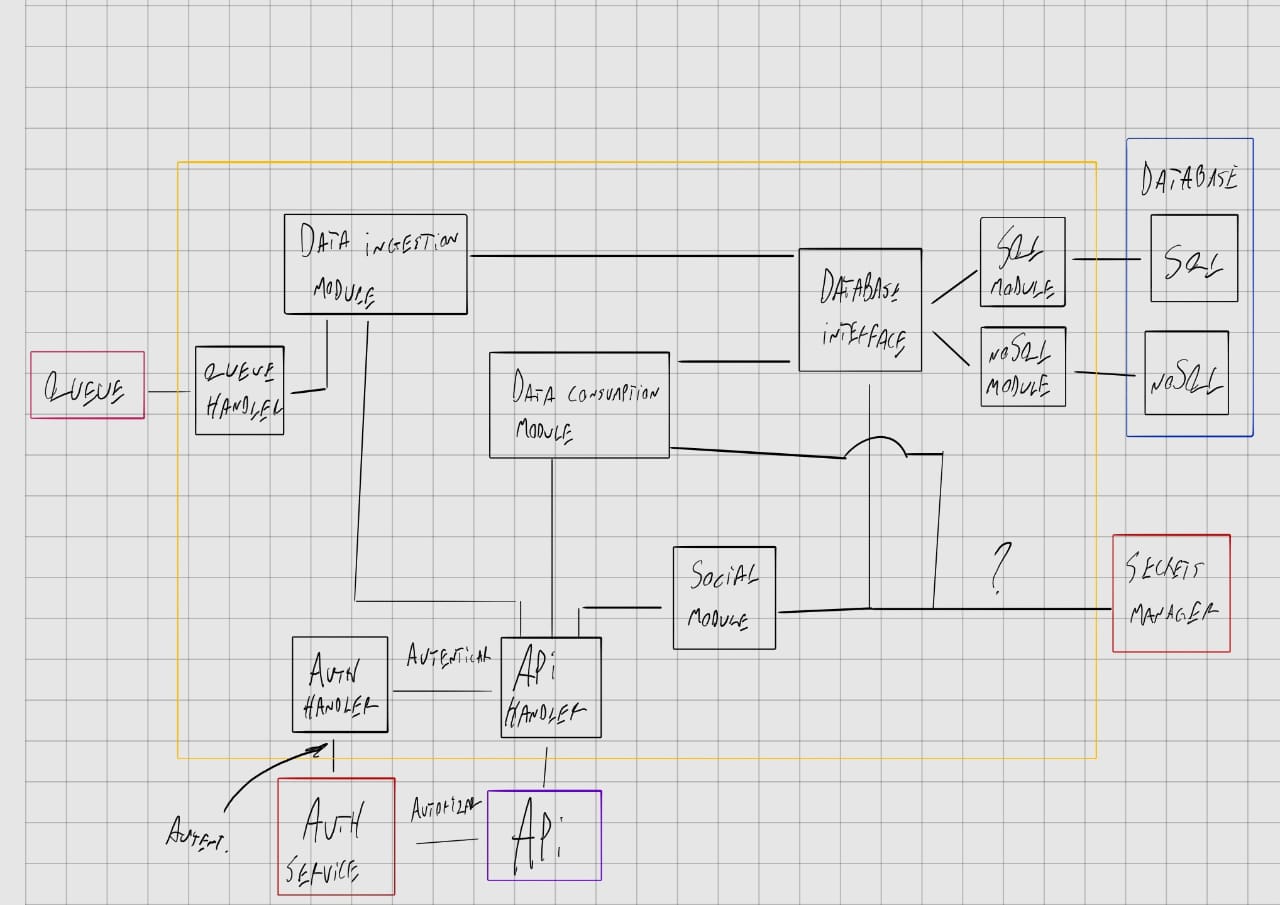 DATABASE
DATA INGESTION
MODULE
SQL
MODULE
SQL
DATABASE
INTERFACE
QUEUE
QUEUE
HANDLER
NOSQL
MODULE
NOSQL
DATA CONSUMPTION
MODULE
?
SOCIAL
MODULE
SECRETS
MANAGER
AUTH
HANDLER
AUTENTICAR
API
HANDLER
AUTENT.
AUTH
SERVICE
AUTORIZAR
API